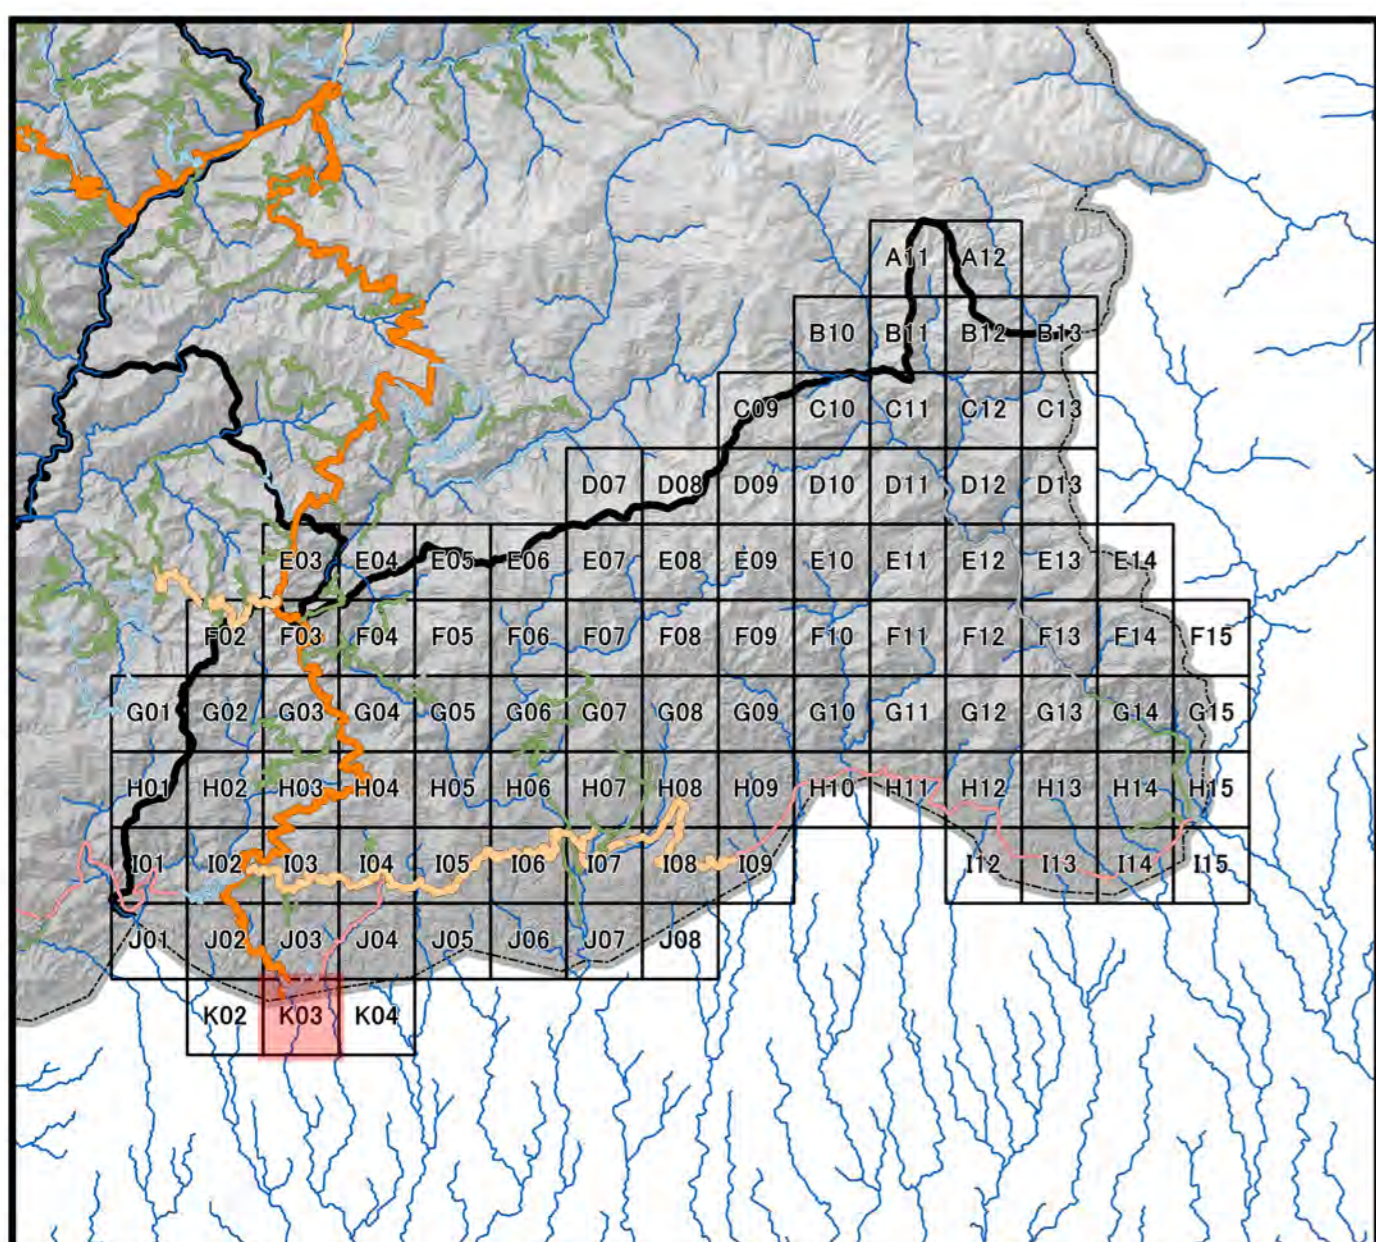 A11 A12
B10 B11 B12 B13
C09 C10 C11 C12 C13
D07 D08 D09 D10 D11 D12 D13
E03 E04 E05 E06 E07 E08 E09 E10 E11 E12 E13 E14
F02 F03 F04 F05 F06 F07 F08 F09 F10 F11 F12 F13 F14 F15
G01 G02 G03 G04 G05 G06 G07 G08 G09 G10 G11 G12 G13 G14 G15
H01 H02 H03 H04 H05 H06 H07 H08 H09 H10 H11 H12 H13 H14 H15
I01 I02 I03 I04 I05 I06 I07 I08 I09 I12 I13 I14 I15
J01 J02 J03 J04 J05 J06 J07 J08
K02 K03 K04